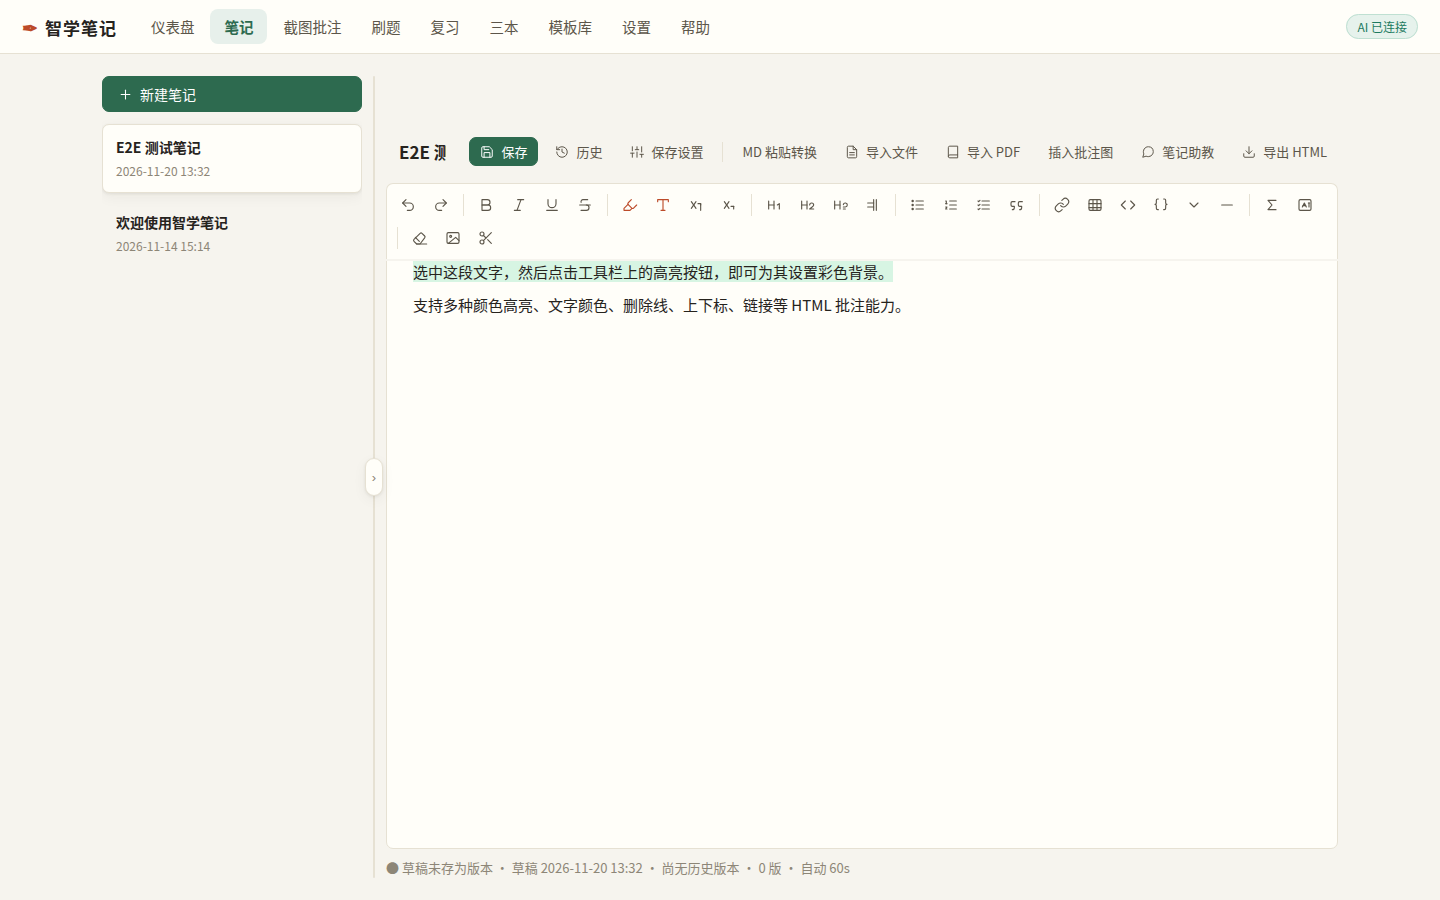 智学笔记 仪表盘 笔记 截图批注 刷题 复习 三本 模板库 设置 帮助 AI 已连接
新建笔记
E2E 测试笔记
2026-11-20 13:32
欢迎使用智学笔记
2026-11-14 15:14
E2E 测 保存 历史 保存设置 MD 粘贴转换 导入文件 导入 PDF 插入批注图 笔记助教 导出 HTML
选中这段文字，然后点击工具栏上的高亮按钮，即可为其设置彩色背景。
支持多种颜色高亮、文字颜色、删除线、上下标、链接等 HTML 批注能力。
草稿未存为版本 · 草稿 2026-11-20 13:32 · 尚无历史版本 · 0 版 · 自动 60s